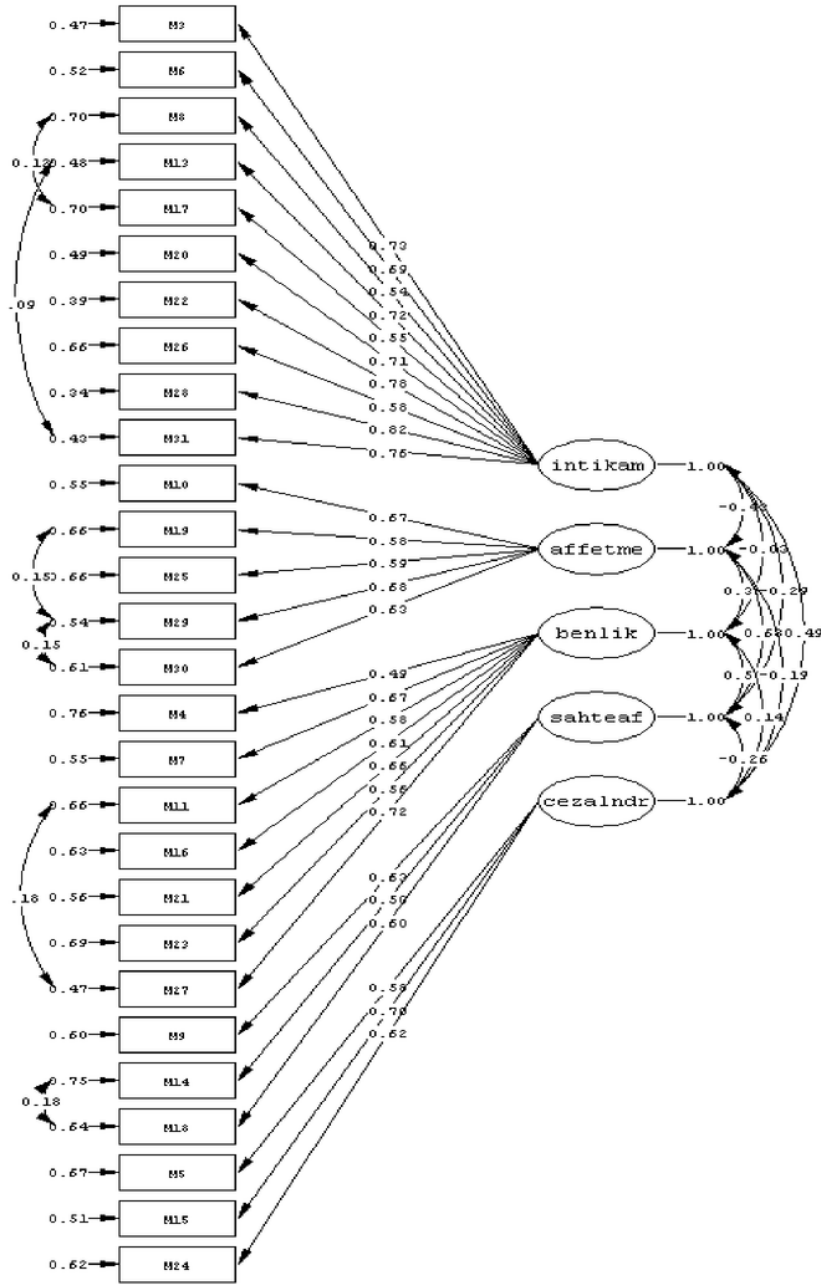 0.47 M3
0.52 M6
0.70 M8
0.48 M13
0.70 M17
0.49 M20
0.39 M22
0.66 M26
0.34 M28
0.43 M31
0.55 M10
0.66 M19
0.15 0.66 M25
0.54 M29
0.15
0.61 M30
0.76 M4
0.55 M7
0.66 M11
0.63 M16
.18 0.56 M21
0.69 M23
0.47 M27
0.60 M9
0.75 M14
0.18
0.64 M18
0.67 M5
0.51 M15
0.62 M24
.09
0.73
0.69
0.54
0.72
0.55
0.71
0.78
0.58
0.82
0.76
0.67
0.58
0.59
0.68
0.63
0.49
0.67
0.58
0.61
0.56
0.72
0.63
0.60
0.58
0.70
0.62
intikam 1.00
affetme 1.00
benlik 1.00
sahteaf 1.00
cezalndr 1.00
-0.03
-0.29
0.49
-0.19
0.14
-0.26